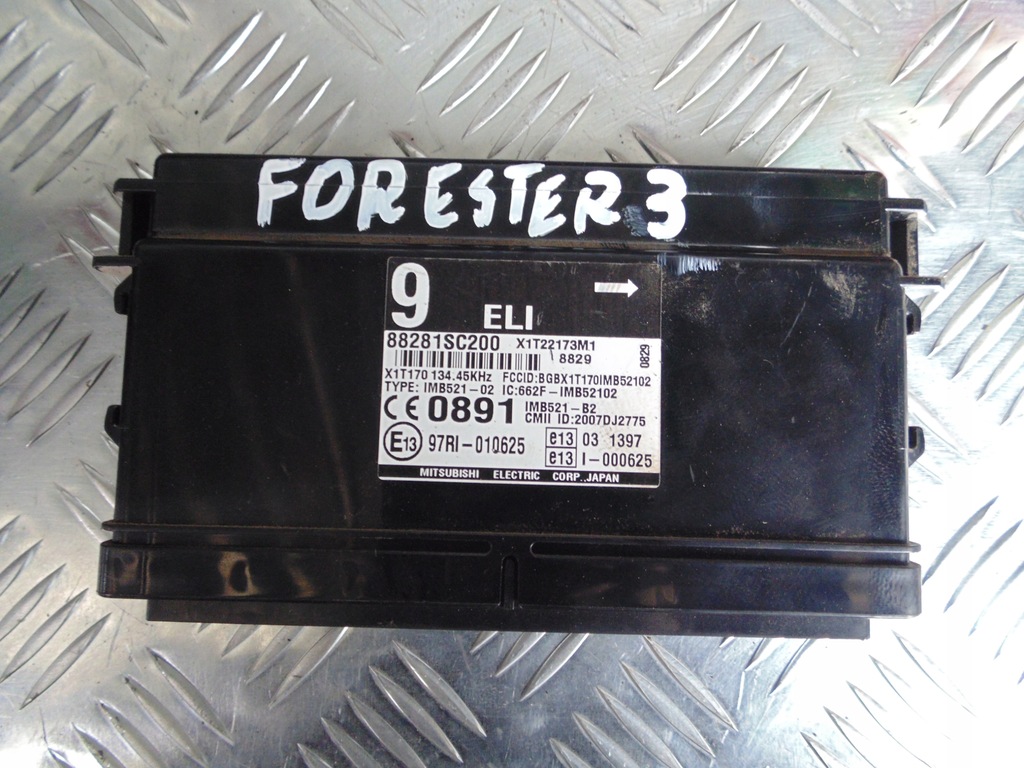 FORESTER 3
9
ELI
88281SC200 X1T22173M1
8829
0829
X1T170 134.45KHz FCCID:BGBX1T170IMB52102
TYPE: IMB521-02 IC:662F-IMB52102
CE 0891 IMB521-B2
CMII ID:2007DJ2775
E13 97RI-010625 e13 03 1397
e13 I-000625
MITSUBISHI ELECTRIC CORP.,JAPAN